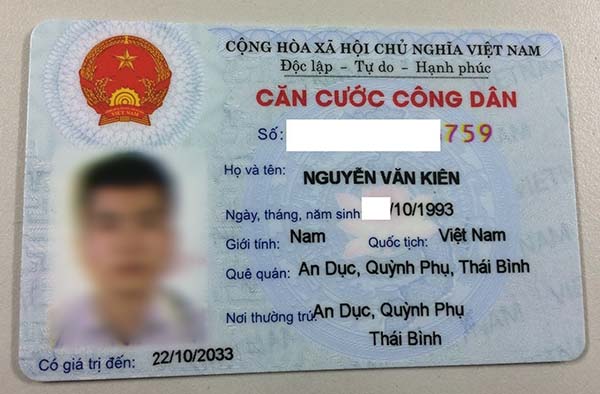 CỘNG HÒA XÃ HỘI CHỦ NGHĨA VIỆT NAM
Độc lập - Tự do - Hạnh phúc
CĂN CƯỚC CÔNG DÂN
Số: 759
Họ và tên: NGUYỄN VĂN KIÊN
Ngày, tháng, năm sinh /10/1993
Giới tính: Nam Quốc tịch: Việt Nam
Quê quán: An Dục, Quỳnh Phụ, Thái Bình
Nơi thường trú: An Dục, Quỳnh Phụ
Thái Bình
Có giá trị đến: 22/10/2033
VIỆT NAM